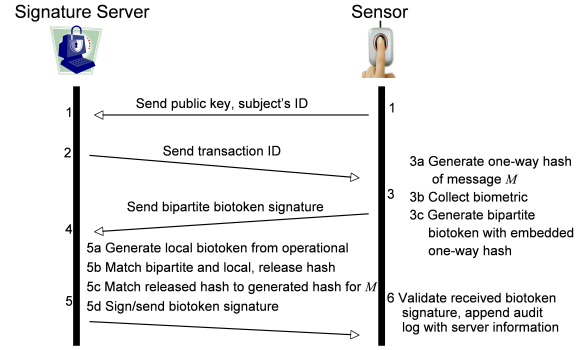 Signature Server
Sensor
1
Send public key, subject's ID
1
2
Send transaction ID
3a Generate one-way hash
of message M
3
3b Collect biometric
Send bipartite biotoken signature
3c Generate bipartite
biotoken with embedded
one-way hash
4
5a Generate local biotoken from operational
5b Match bipartite and local, release hash
5c Match released hash to generated hash for M
5
5d Sign/send biotoken signature
6 Validate received biotoken
signature, append audit
log with server information